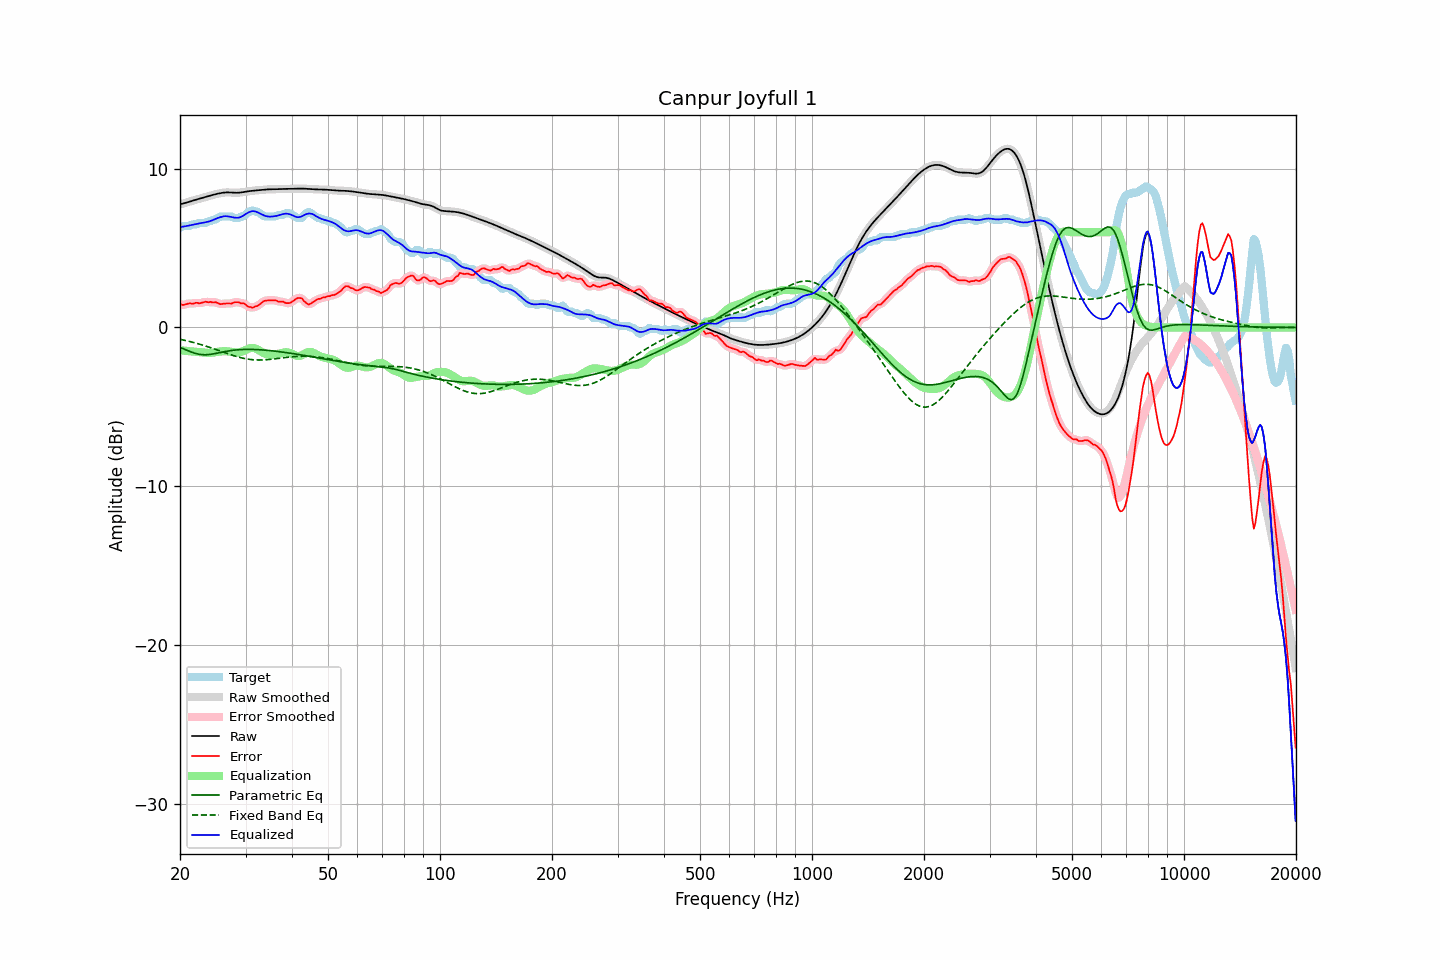 Canpur Joyfull 1
Amplitude (dBr)
10
0
−10
−20
−30
Target
Raw Smoothed
Error Smoothed
Raw
Error
Equalization
Parametric Eq
Fixed Band Eq
Equalized
20 50 100 200 500 1000 2000 5000 10000 20000
Frequency (Hz)